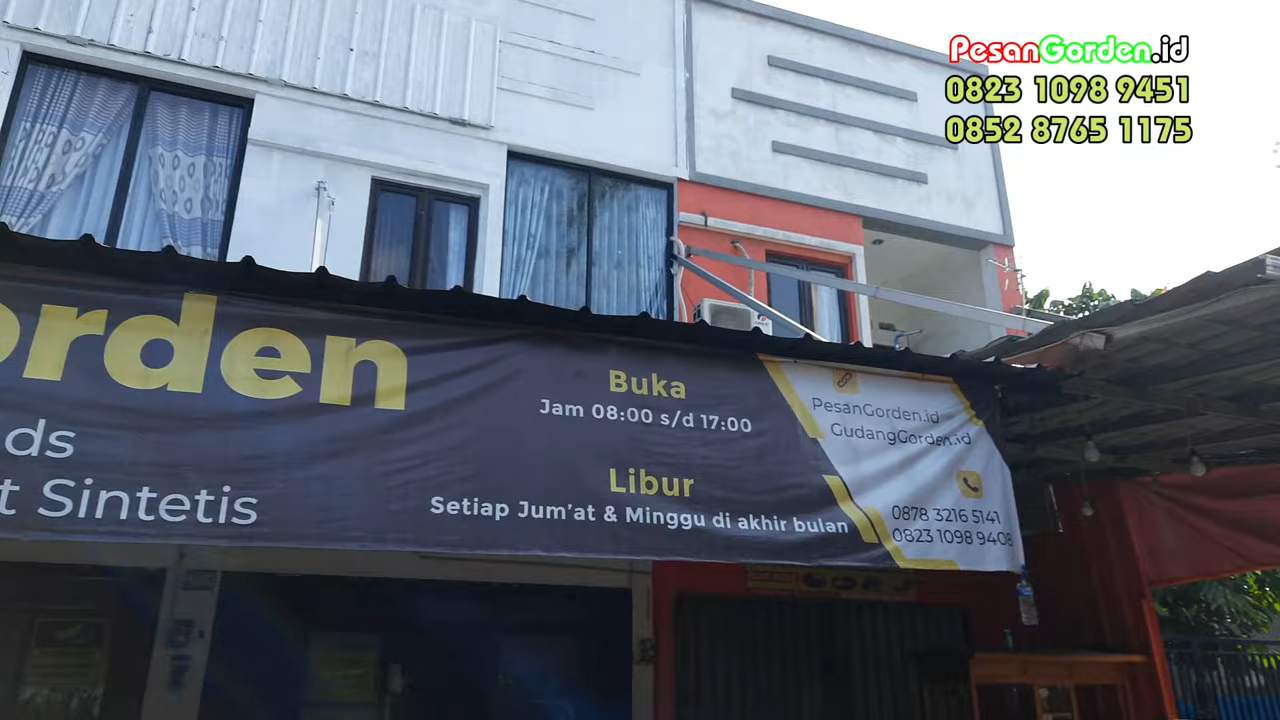 PesanGorden.id
0823 1098 9451
0852 8765 1175
orden
ds
t Sintetis
Buka
Jam 08:00 s/d 17:00
Libur
Setiap Jum'at & Minggu di akhir bulan
PesanGorden.id
GudangGorden.id
0878 3216 5141
0823 1098 9408